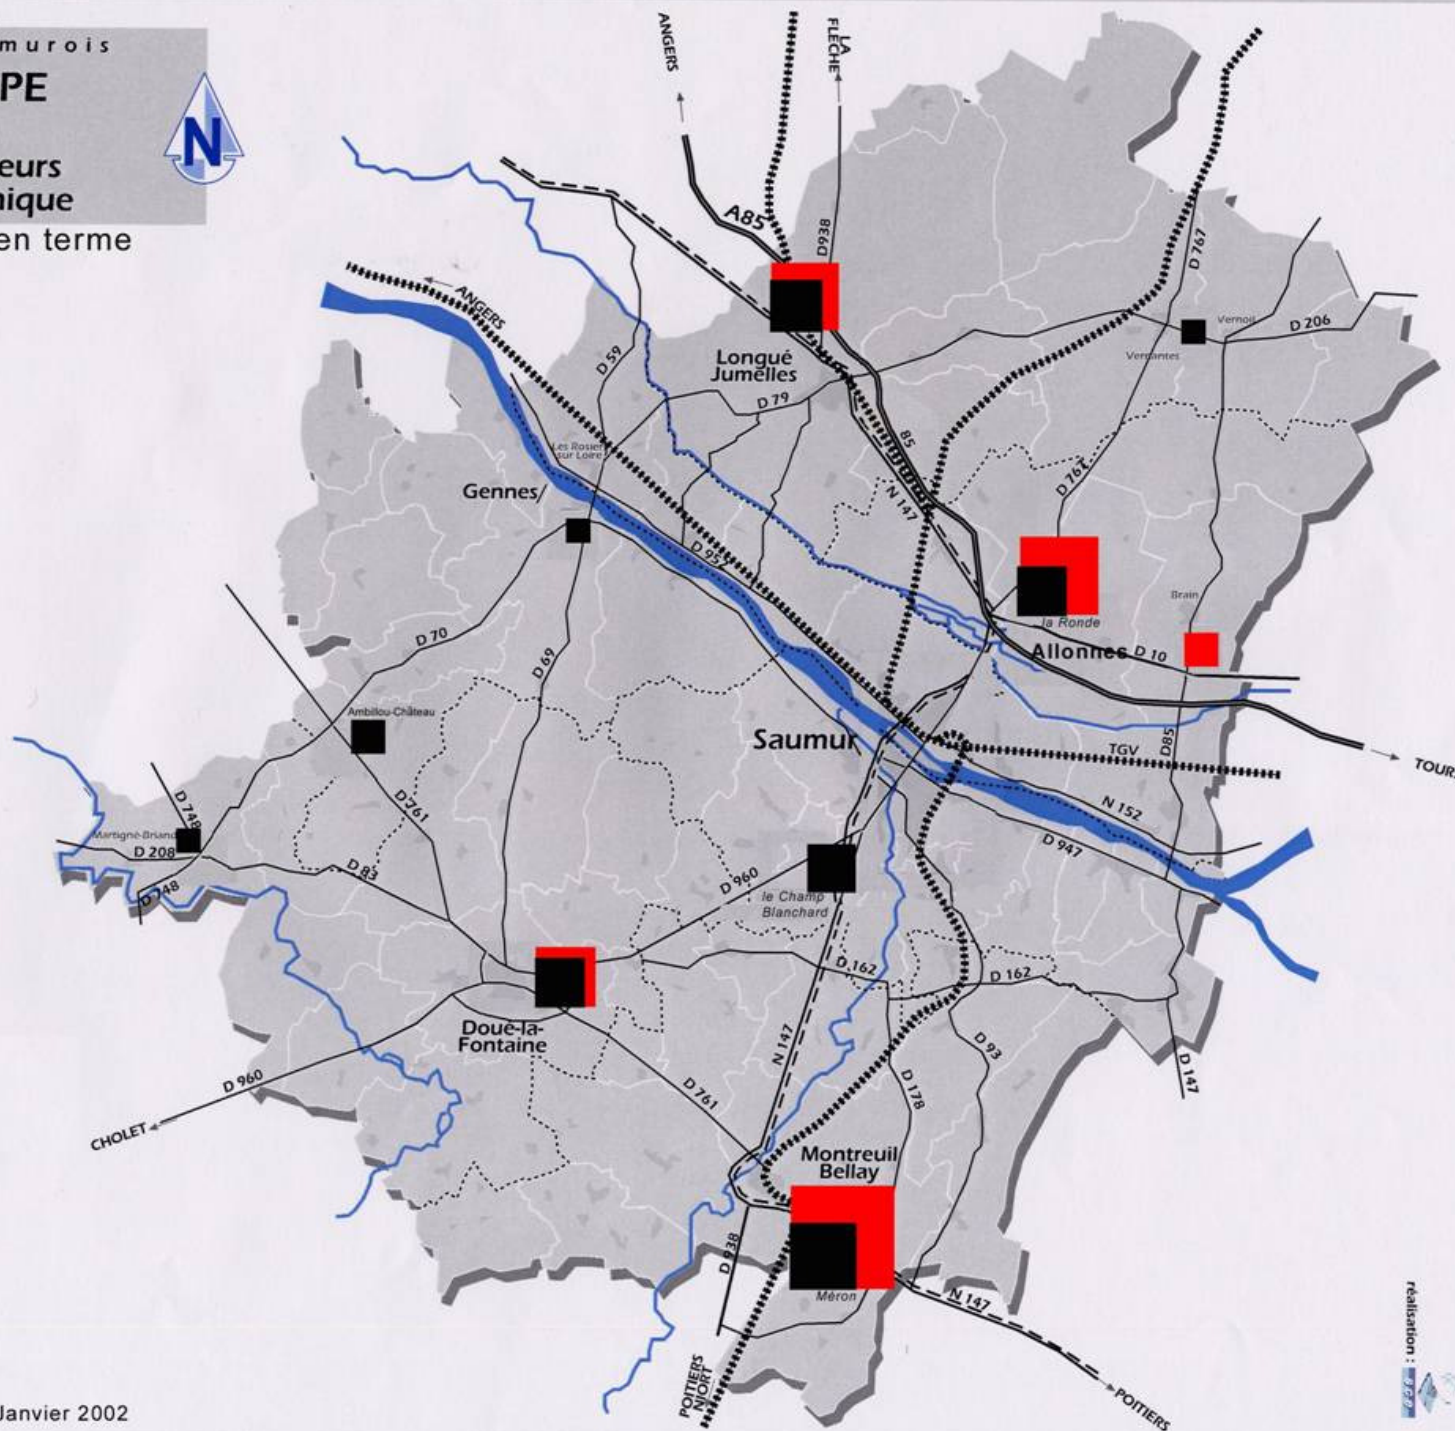 murois
PE
eurs
nique
en terme
N
ANGERS
LA
FLÈCHE
A85
D938
D 767
ANGERS
D 59
Longué
Jumelles
Vernoil
D 206
Vernantes
D 79
85
Les Rosiers
sur Loire
Gennes
N 147
D 767
D 952
la Ronde
Brain
Allonnes
D 10
D 70
D 69
Ambillou-Château
Saumur
TGV
D85
TOURS
D 761
N 152
D 748
Martigné-Briand
D 208
D 83
D 748
D 947
D 960
le Champ
Blanchard
D 162
D 162
Doué-la-
Fontaine
N 147
D 93
D 147
D 960
D 761
D 178
CHOLET
Montreuil
Bellay
D 938
Méron
N 147
POITIERS
NIORT
POITIERS
réalisation :
Janvier 2002